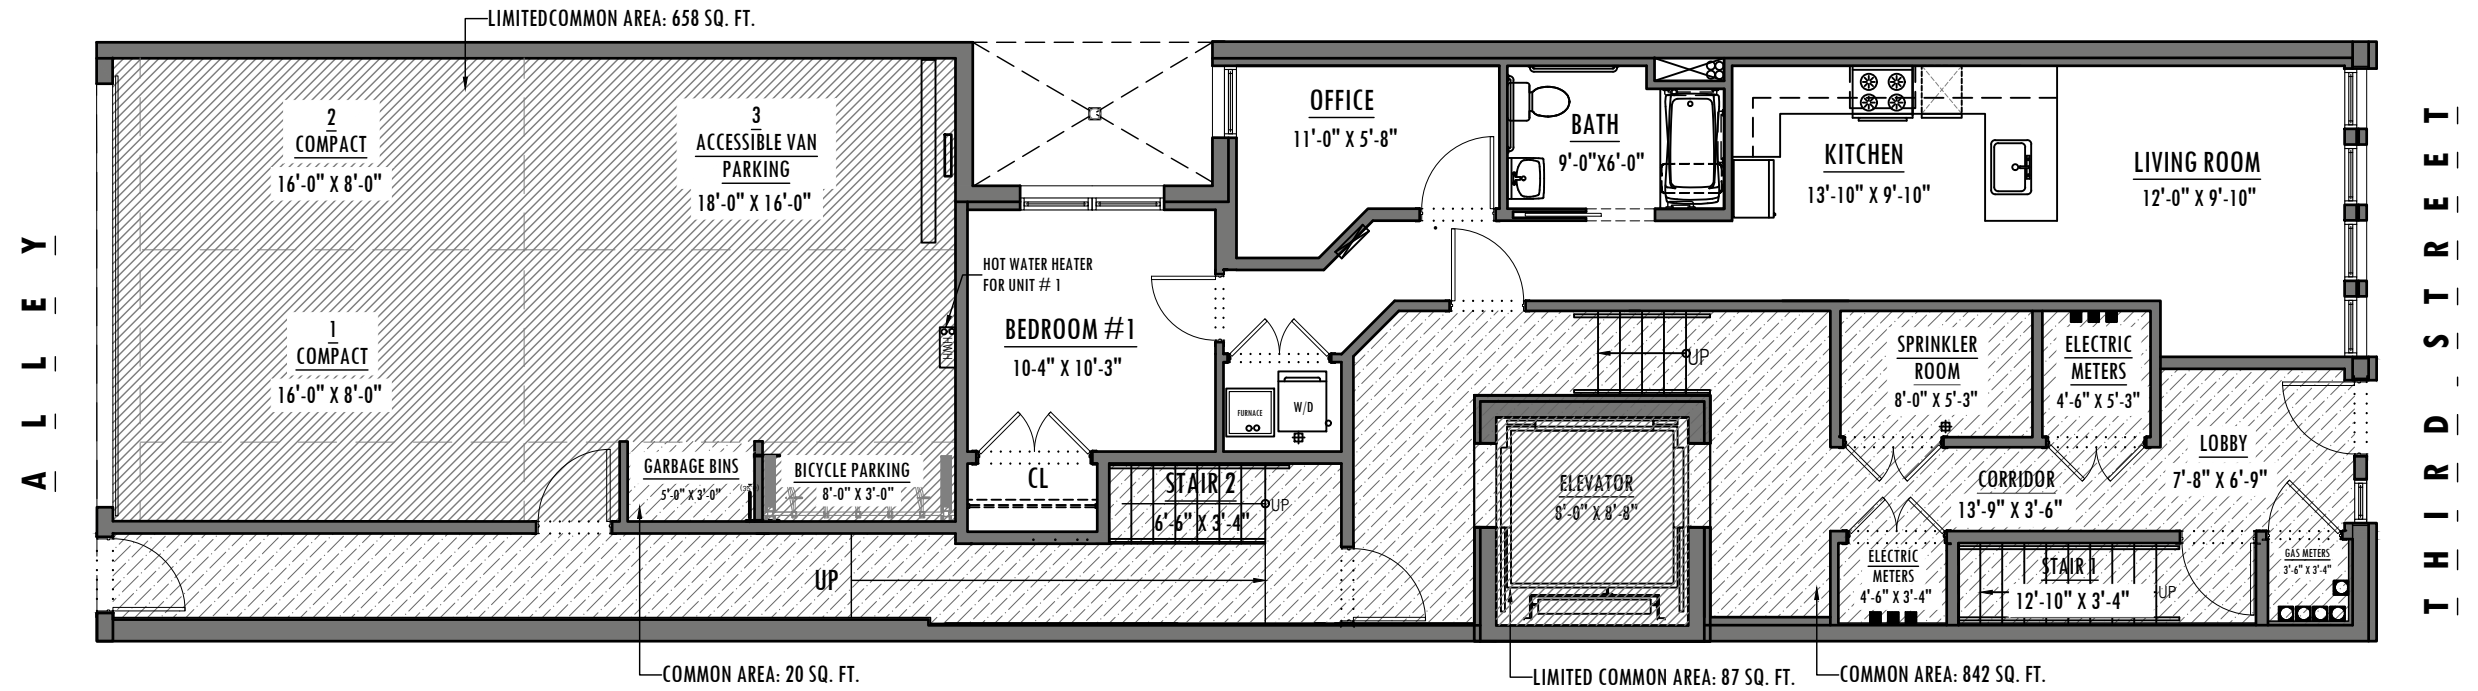 LIMITEDCOMMON AREA: 658 SQ. FT.
ALLEY
2
COMPACT
16'-0" X 8'-0"
3
ACCESSIBLE VAN
PARKING
18'-0" X 16'-0"
1
COMPACT
16'-0" X 8'-0"
HOT WATER HEATER
FOR UNIT # 1
HWH
GARBAGE BINS
5'-0" X 3'-0"
BICYCLE PARKING
8'-0" X 3'-0"
UP
COMMON AREA: 20 SQ. FT.
BEDROOM #1
10-4" X 10'-3"
CL
STAIR 2
6'-6" X 3'-4"
UP
FURNACE
W/D
OFFICE
11'-0" X 5'-8"
BATH
9'-0"X6'-0"
KITCHEN
13'-10" X 9'-10"
LIVING ROOM
12'-0" X 9'-10"
UP
ELEVATOR
8'-0" X 8'-8"
LIMITED COMMON AREA: 87 SQ. FT.
SPRINKLER
ROOM
8'-0" X 5'-3"
ELECTRIC
METERS
4'-6" X 5'-3"
LOBBY
7'-8" X 6'-9"
CORRIDOR
13'-9" X 3'-6"
ELECTRIC
METERS
4'-6" X 3'-4"
STAIR 1
12'-10" X 3'-4"
UP
GAS METERS
3'-6" X 3'-4"
COMMON AREA: 842 SQ. FT.
THIRD - STREET